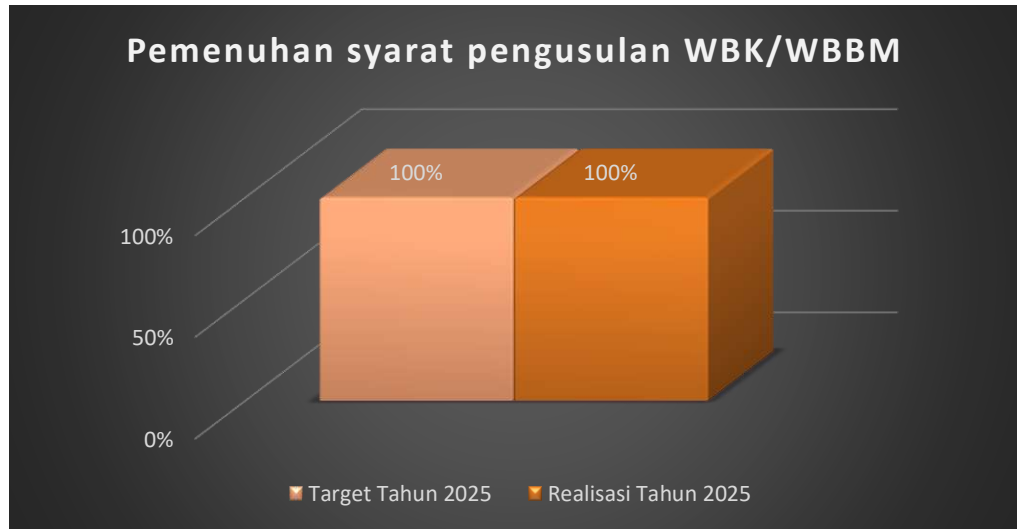 Pemenuhan syarat pengusulan WBK/WBBM
100% 100%
100%
50%
0%
Target Tahun 2025 Realisasi Tahun 2025